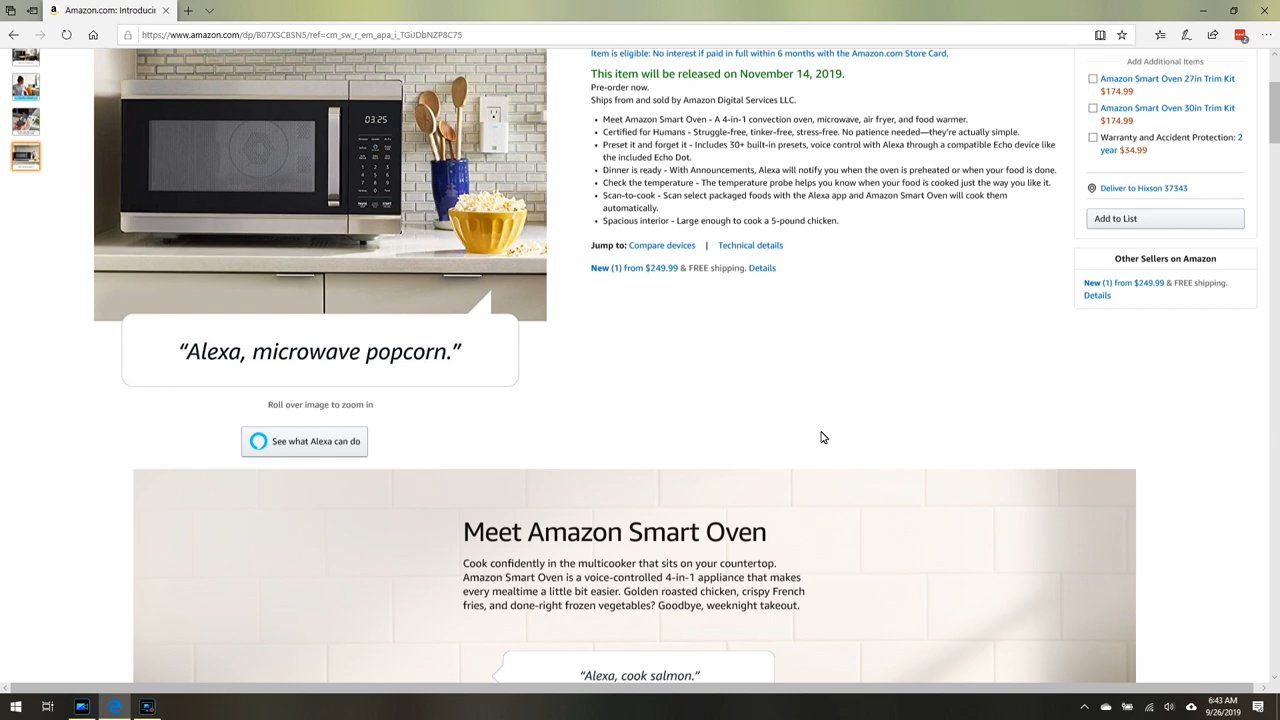 Amazon.com: Introducin
https://www.amazon.com/dp/B07XSCBSN5/ref=cm_sw_r_em_apa_i_TGiJDbNZP8C75
2
Item is eligible: No interest if paid in full within 6 months with the Amazon.com Store Card.
This item will be released on November 14, 2019.
Pre-order now.
Ships from and sold by Amazon Digital Services LLC.
• Meet Amazon Smart Oven - A 4-in-1 convection oven, microwave, air fryer, and food warmer.
• Certified for Humans - Struggle-free, tinker-free, stress-free. No patience needed—they're actually simple.
• Preset it and forget it - Includes 30+ built-in presets, voice control with Alexa through a compatible Echo device like
the included Echo Dot.
• Dinner is ready - With Announcements, Alexa will notify you when the oven is preheated or when your food is done.
• Check the temperature - The temperature probe helps you know when your food is cooked just the way you like it.
• Scan-to-cook - Scan select packaged foods with the Alexa app and Amazon Smart Oven will cook them
automatically.
• Spacious interior - Large enough to cook a 5-pound chicken.
Jump to: Compare devices | Technical details
New (1) from $249.99 & FREE shipping. Details
Add Additional Items
Amazon Smart Oven 27in Trim Kit
$174.99
Amazon Smart Oven 30in Trim Kit
$174.99
Warranty and Accident Protection: 2
year $34.99
Deliver to Hixson 37343
Add to List
Other Sellers on Amazon
New (1) from $249.99 & FREE shipping.
Details
03:25
“Alexa, microwave popcorn.”
Roll over image to zoom in
See what Alexa can do
Meet Amazon Smart Oven
Cook confidently in the multicooker that sits on your countertop.
Amazon Smart Oven is a voice-controlled 4-in-1 appliance that makes
every mealtime a little bit easier. Golden roasted chicken, crispy French
fries, and done-right frozen vegetables? Goodbye, weeknight takeout.
“Alexa, cook salmon.”
6:43 AM
9/26/2019